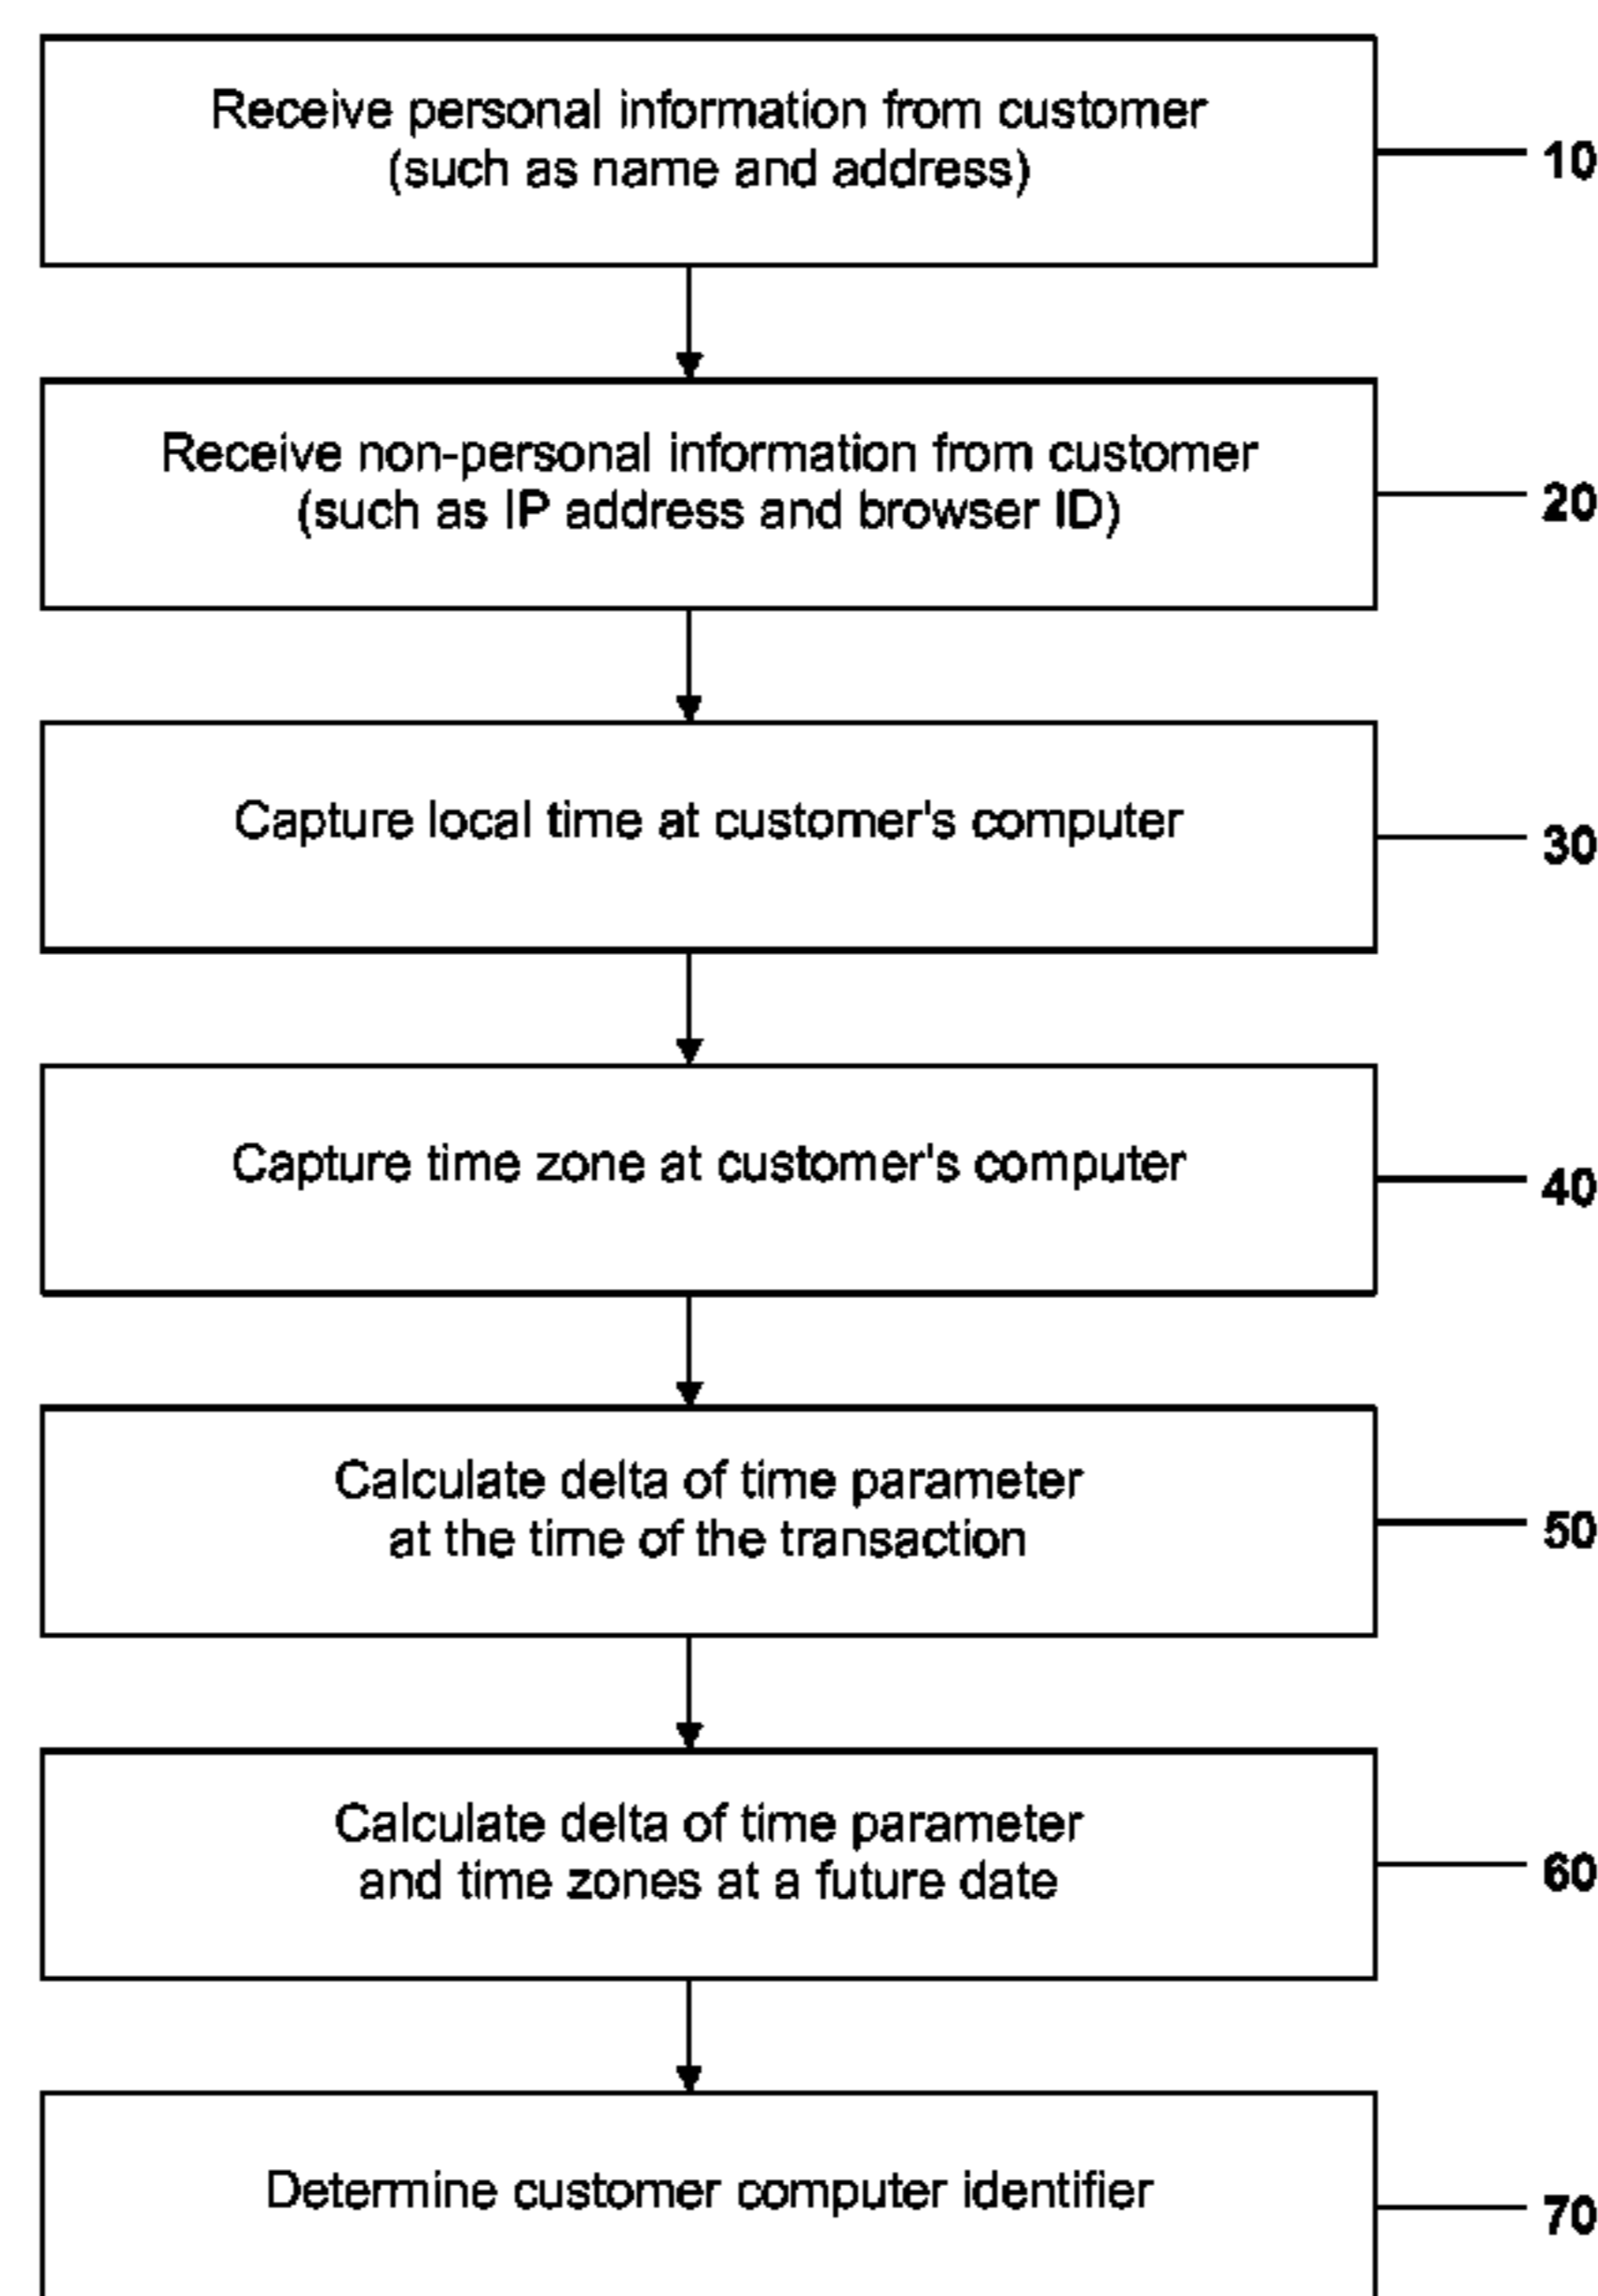 Receive personal information from customer
(such as name and address)
10
Receive non-personal information from customer
(such as IP address and browser ID)
20
Capture local time at customer's computer
30
Capture time zone at customer's computer
40
Calculate delta of time parameter
at the time of the transaction
50
Calculate delta of time parameter
and time zones at a future date
60
Determine customer computer identifier
70